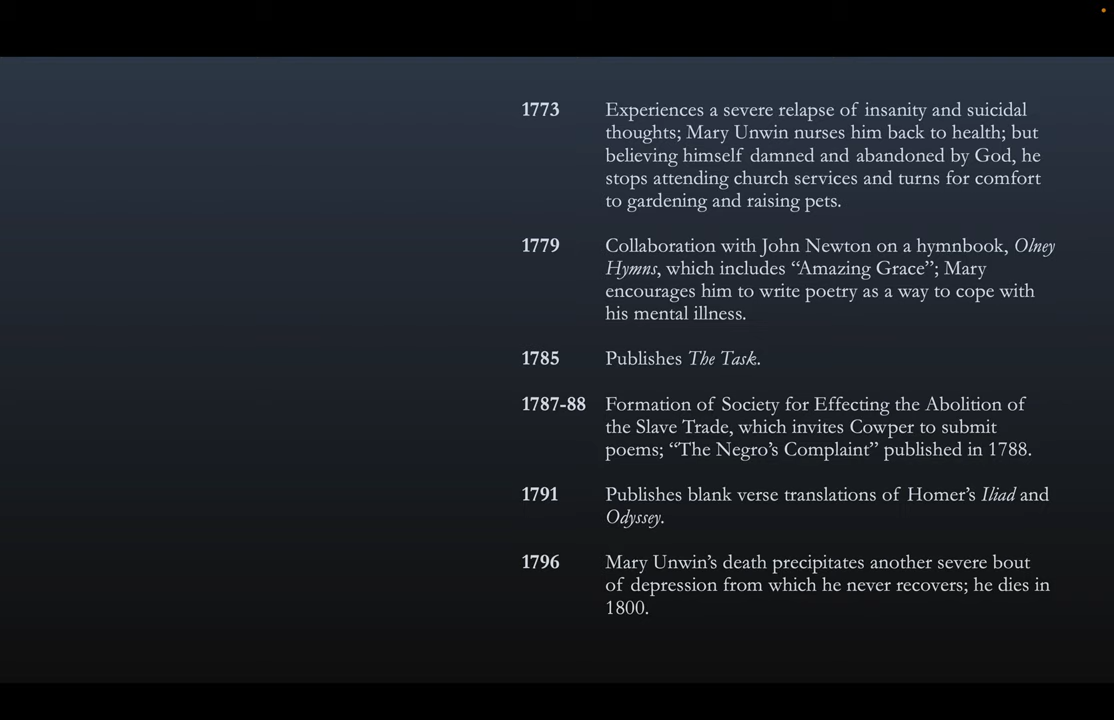 1773 Experiences a severe relapse of insanity and suicidal
thoughts; Mary Unwin nurses him back to health; but
believing himself damned and abandoned by God, he
stops attending church services and turns for comfort
to gardening and raising pets.
1779 Collaboration with John Newton on a hymnbook, Olney
Hymns, which includes “Amazing Grace”; Mary
encourages him to write poetry as a way to cope with
his mental illness.
1785 Publishes The Task.
1787-88 Formation of Society for Effecting the Abolition of
the Slave Trade, which invites Cowper to submit
poems; “The Negro’s Complaint” published in 1788.
1791 Publishes blank verse translations of Homer’s Iliad and
Odyssey.
1796 Mary Unwin’s death precipitates another severe bout
of depression from which he never recovers; he dies in
1800.